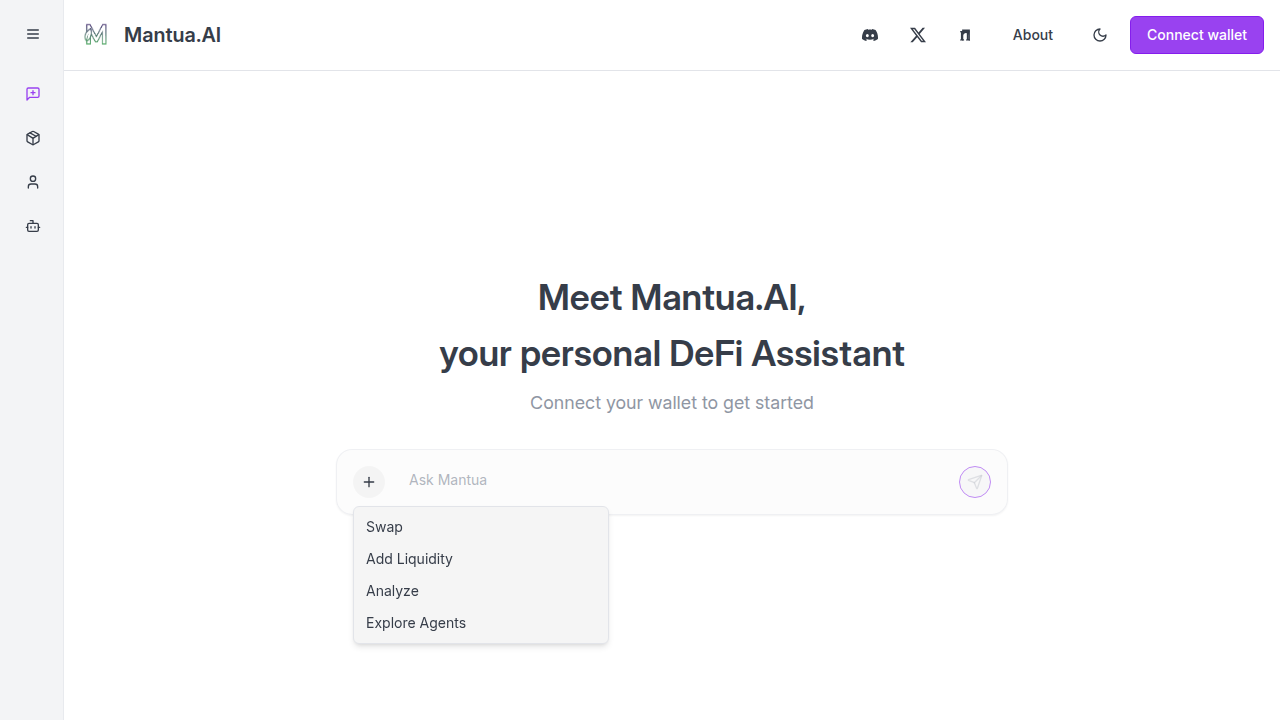 Mantua.AI
About
Connect wallet
Meet Mantua.AI,
your personal DeFi Assistant
Connect your wallet to get started
Ask Mantua
Swap
Add Liquidity
Analyze
Explore Agents